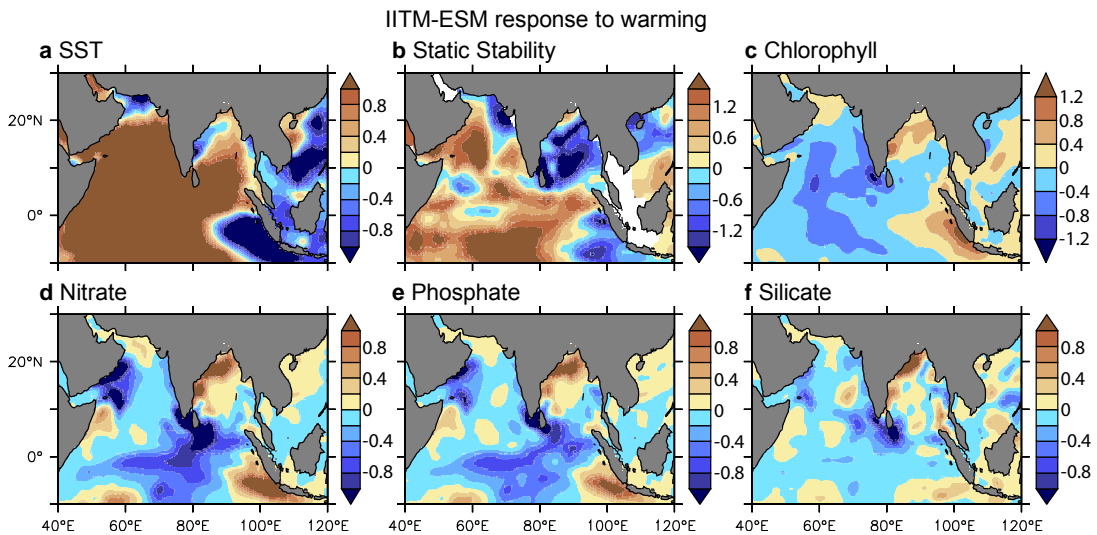 IITM-ESM response to warming
a SST
b Static Stability
c Chlorophyll
20°N
0°
0.8
0.4
0
-0.4
-0.8
1.2
0.6
0
-0.6
-1.2
1.2
0.8
0.4
0
-0.4
-0.8
-1.2
d Nitrate
e Phosphate
f Silicate
20°N
0°
0.8
0.4
0
-0.4
-0.8
0.8
0.4
0
-0.4
-0.8
0.8
0.4
0
-0.4
-0.8
40°E 60°E 80°E 100°E 120°E
40°E 60°E 80°E 100°E 120°E
40°E 60°E 80°E 100°E 120°E